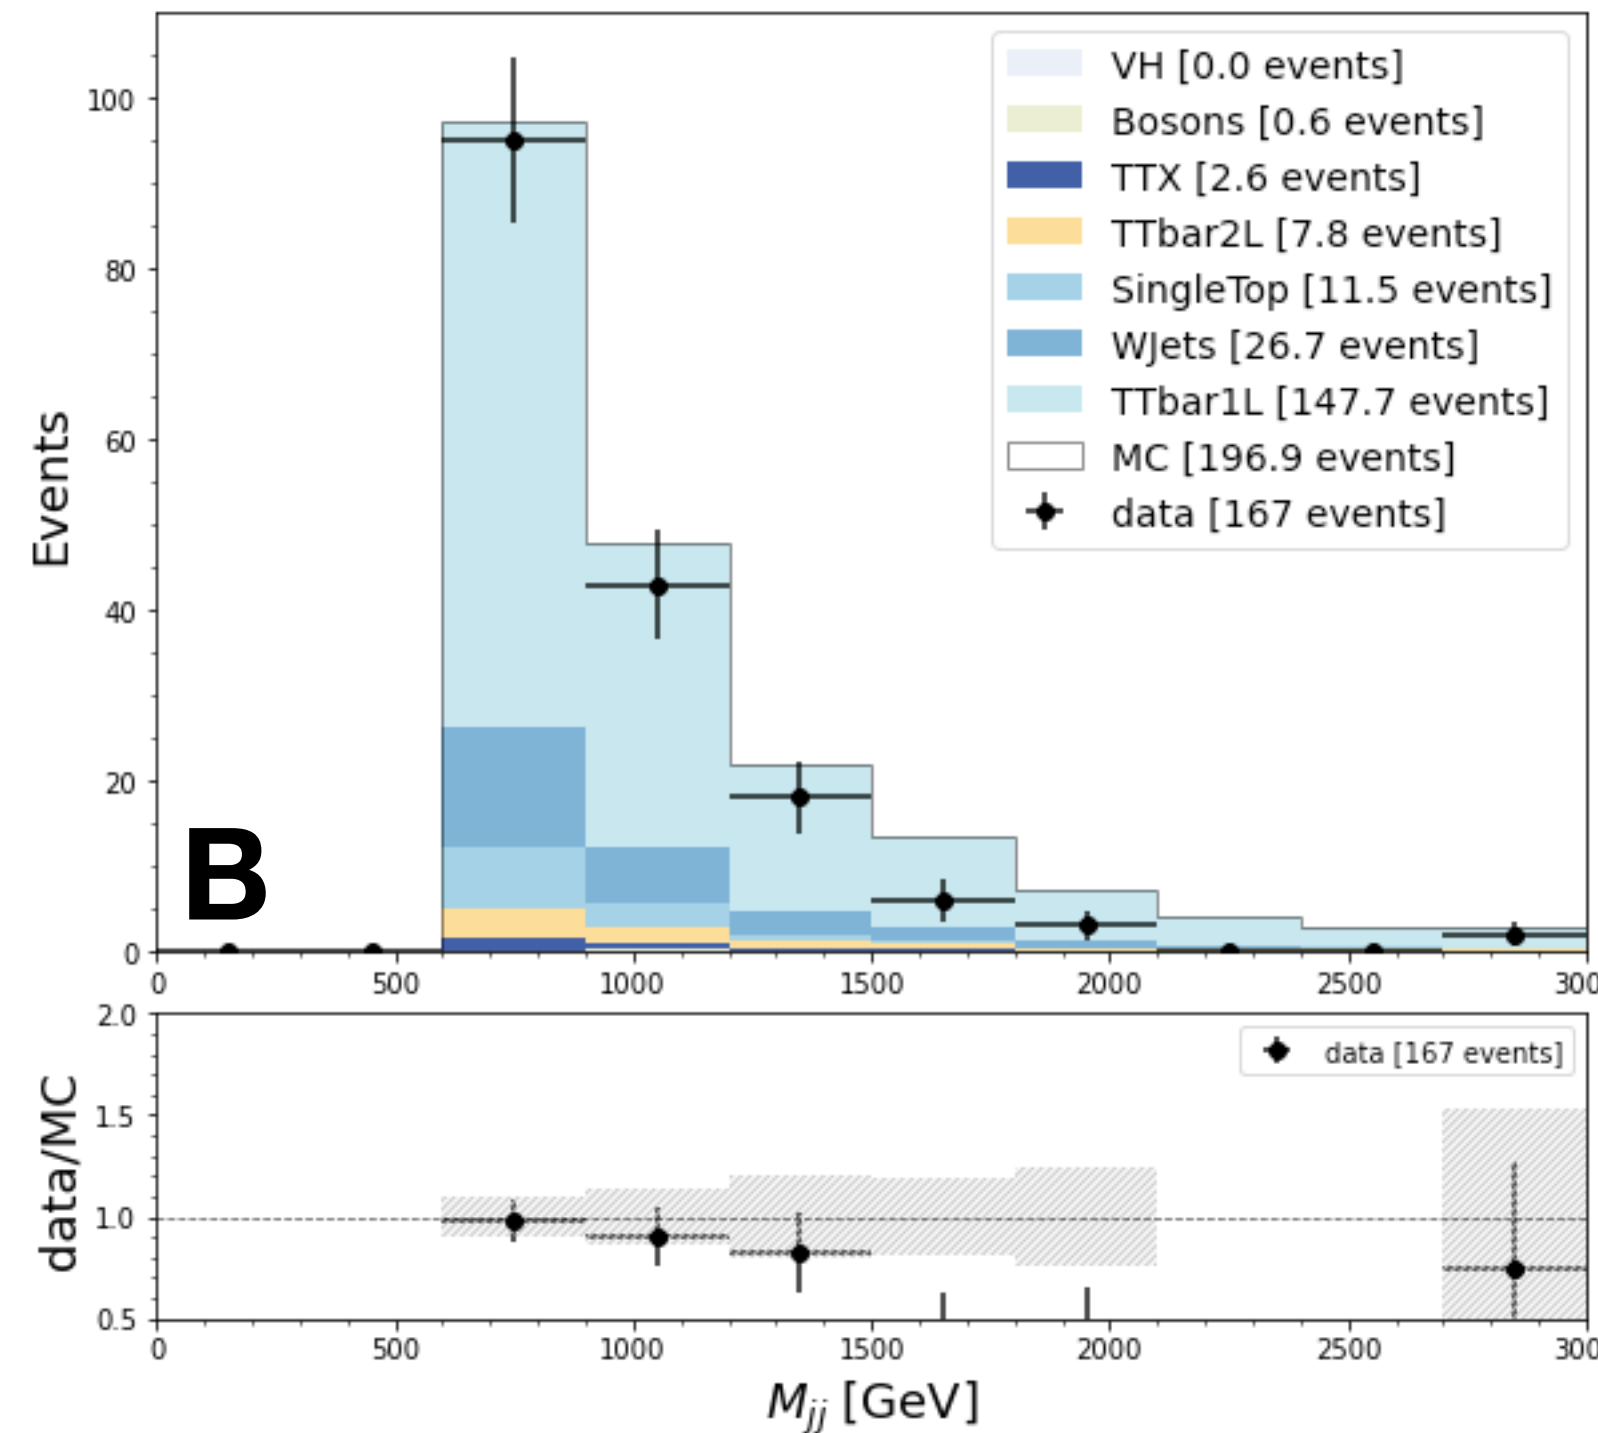 100
80
60
40
20
0
Events
VH [0.0 events]
Bosons [0.6 events]
TTX [2.6 events]
TTbar2L [7.8 events]
SingleTop [11.5 events]
WJets [26.7 events]
TTbar1L [147.7 events]
MC [196.9 events]
data [167 events]
B
0 500 1000 1500 2000 2500 300
2.0
1.5
1.0
0.5
data/MC
data [167 events]
0 500 1000 1500 2000 2500 300
M_jj [GeV]